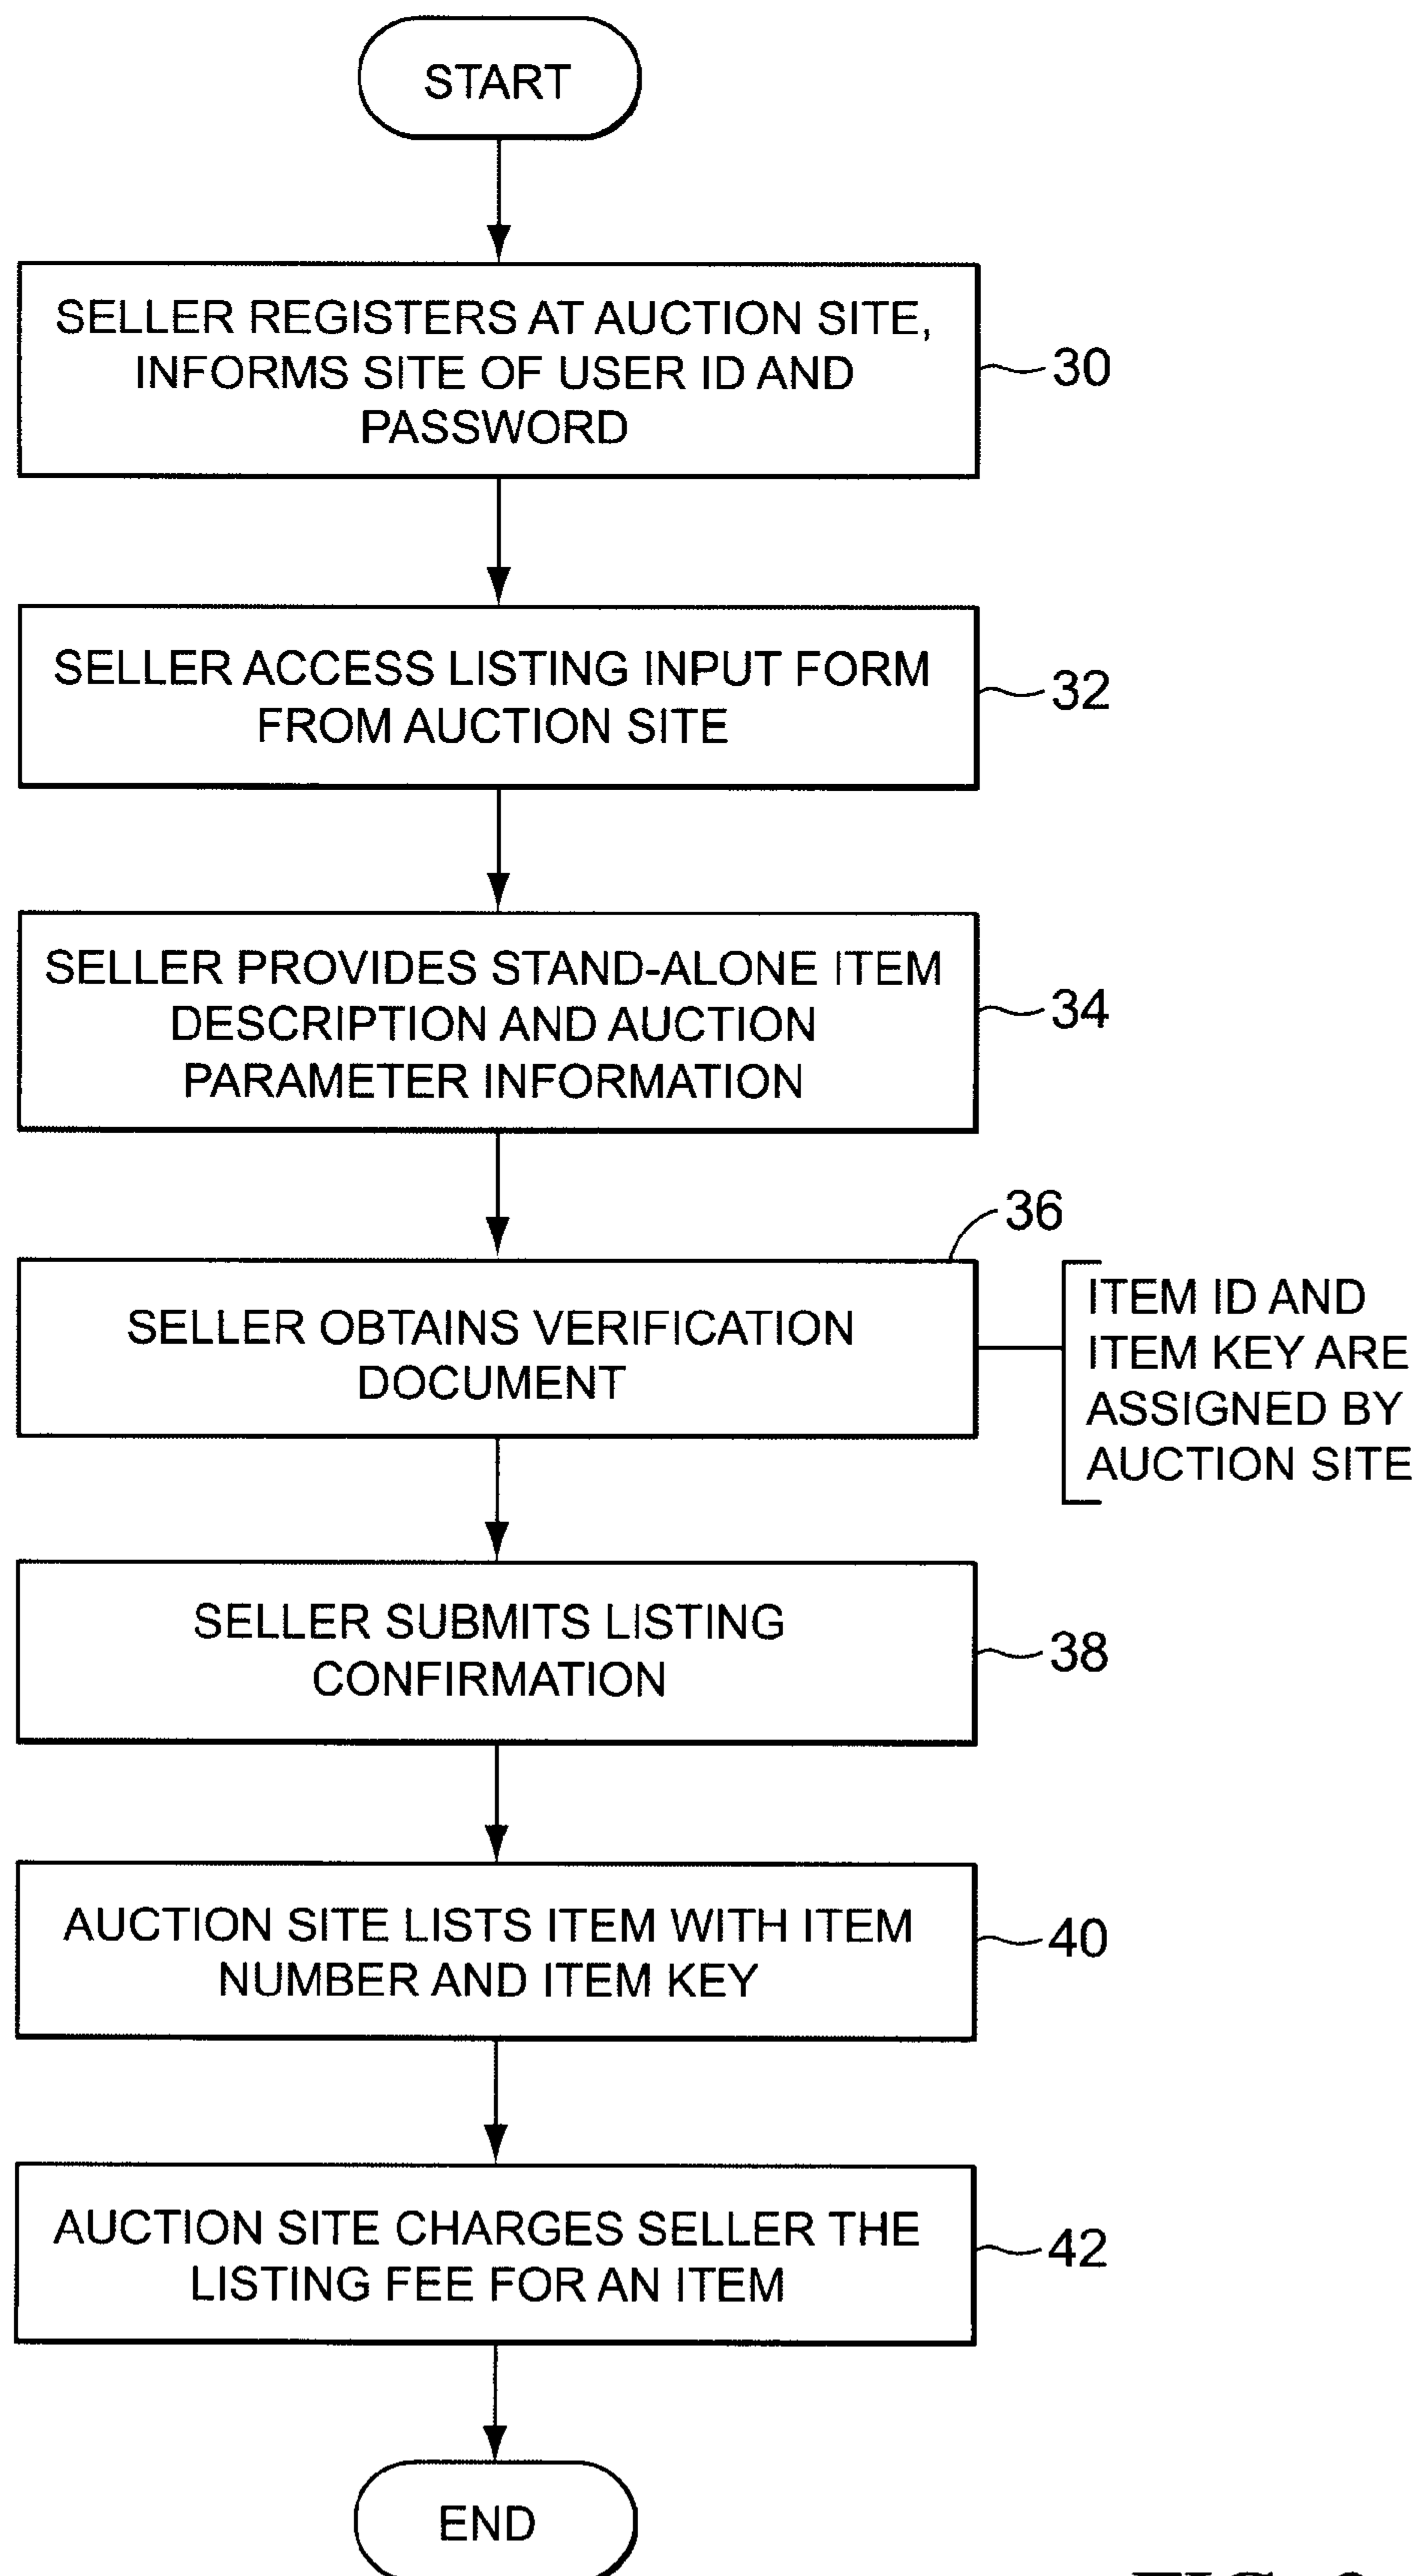 START
SELLER REGISTERS AT AUCTION SITE,
INFORMS SITE OF USER ID AND
PASSWORD
30
SELLER ACCESS LISTING INPUT FORM
FROM AUCTION SITE
32
SELLER PROVIDES STAND-ALONE ITEM
DESCRIPTION AND AUCTION
PARAMETER INFORMATION
34
36
SELLER OBTAINS VERIFICATION
DOCUMENT
ITEM ID AND
ITEM KEY ARE
ASSIGNED BY
AUCTION SITE
SELLER SUBMITS LISTING
CONFIRMATION
38
AUCTION SITE LISTS ITEM WITH ITEM
NUMBER AND ITEM KEY
40
AUCTION SITE CHARGES SELLER THE
LISTING FEE FOR AN ITEM
42
END